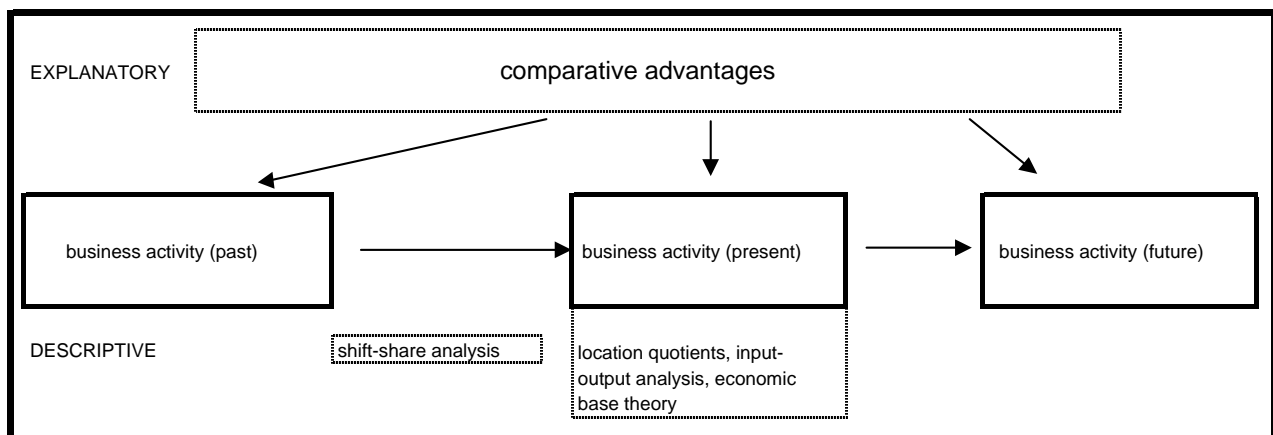 EXPLANATORY
comparative advantages
business activity (past)
business activity (present)
business activity (future)
DESCRIPTIVE
shift-share analysis
location quotients, input-
output analysis, economic
base theory